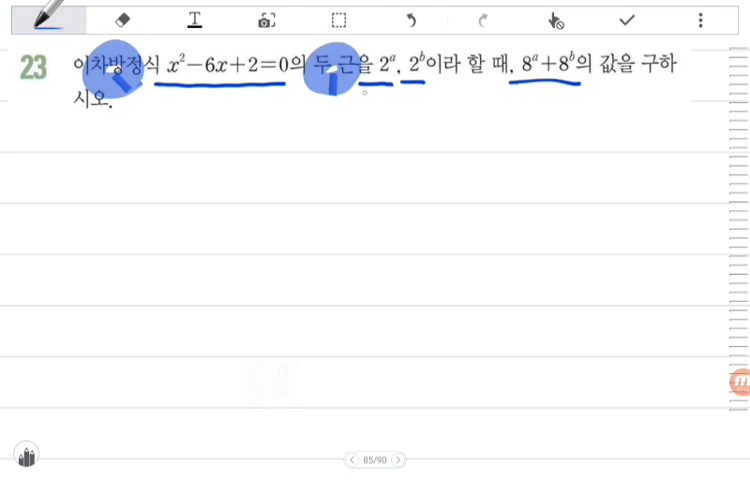 T
23 이차방정식 x²−6x+2=0의 두 근을 2ᵃ, 2ᵇ이라 할 때, 8ᵃ+8ᵇ의 값을 구하
시오.
85/90